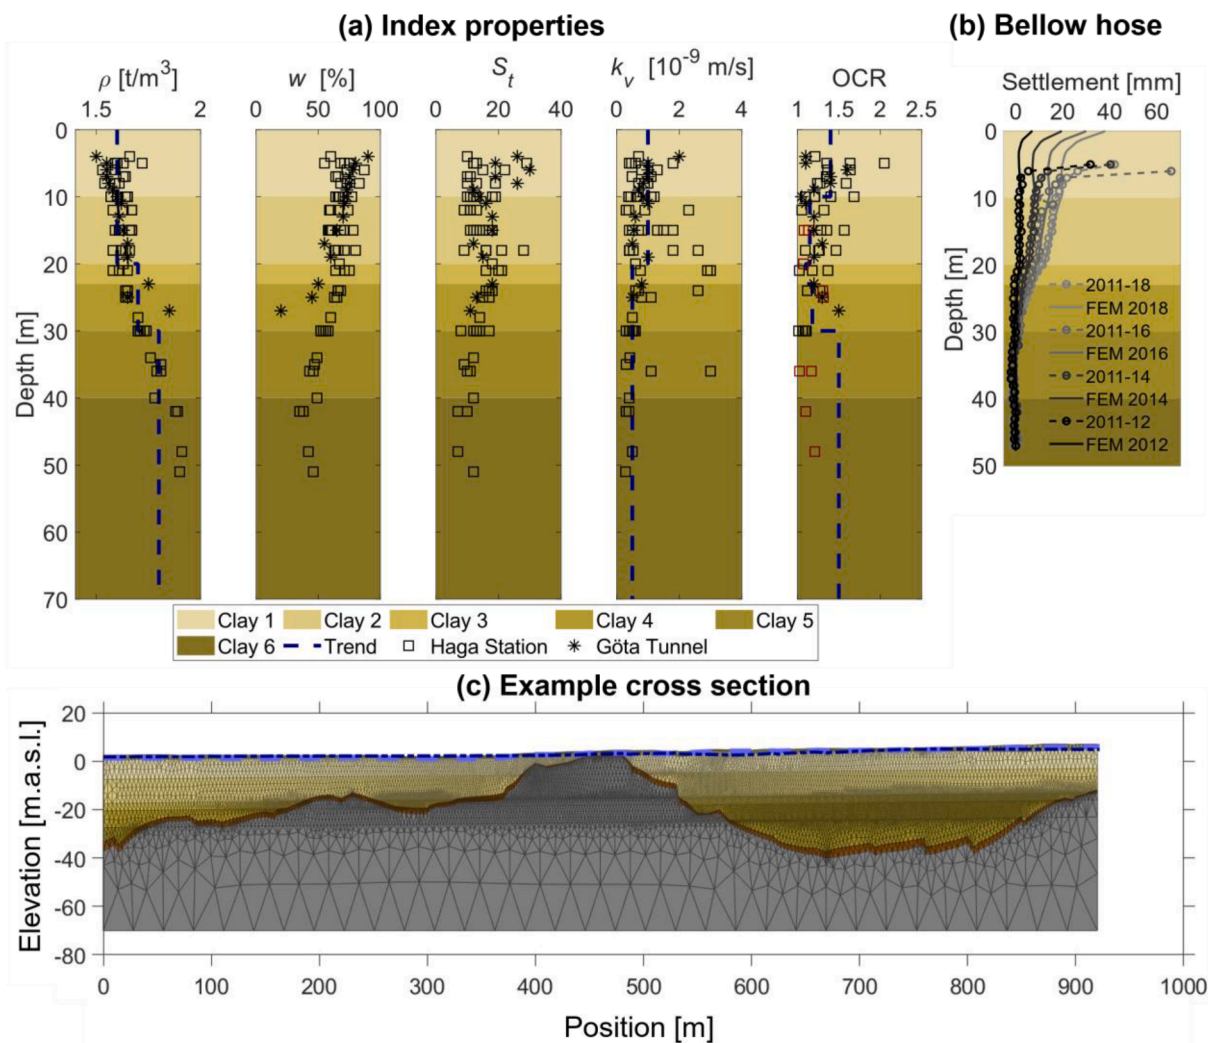 (a) Index properties
(b) Bellow hose
ρ [t/m³]
w [%]
S_t
k_v [10⁻⁹ m/s]
OCR
Settlement [mm]
1.5 2
0 50 100
0 20 40
0 2 4
1 1.5 2 2.5
0 20 40 60
0
10
20
30
40
50
60
70
Depth [m]
0
10
20
30
40
50
Depth [m]
2011-18
FEM 2018
2011-16
FEM 2016
2011-14
FEM 2014
2011-12
FEM 2012
Clay 1 Clay 2 Clay 3 Clay 4 Clay 5
Clay 6 Trend Haga Station Göta Tunnel
(c) Example cross section
20
0
-20
-40
-60
-80
Elevation [m.a.s.l.]
0 100 200 300 400 500 600 700 800 900 1000
Position [m]